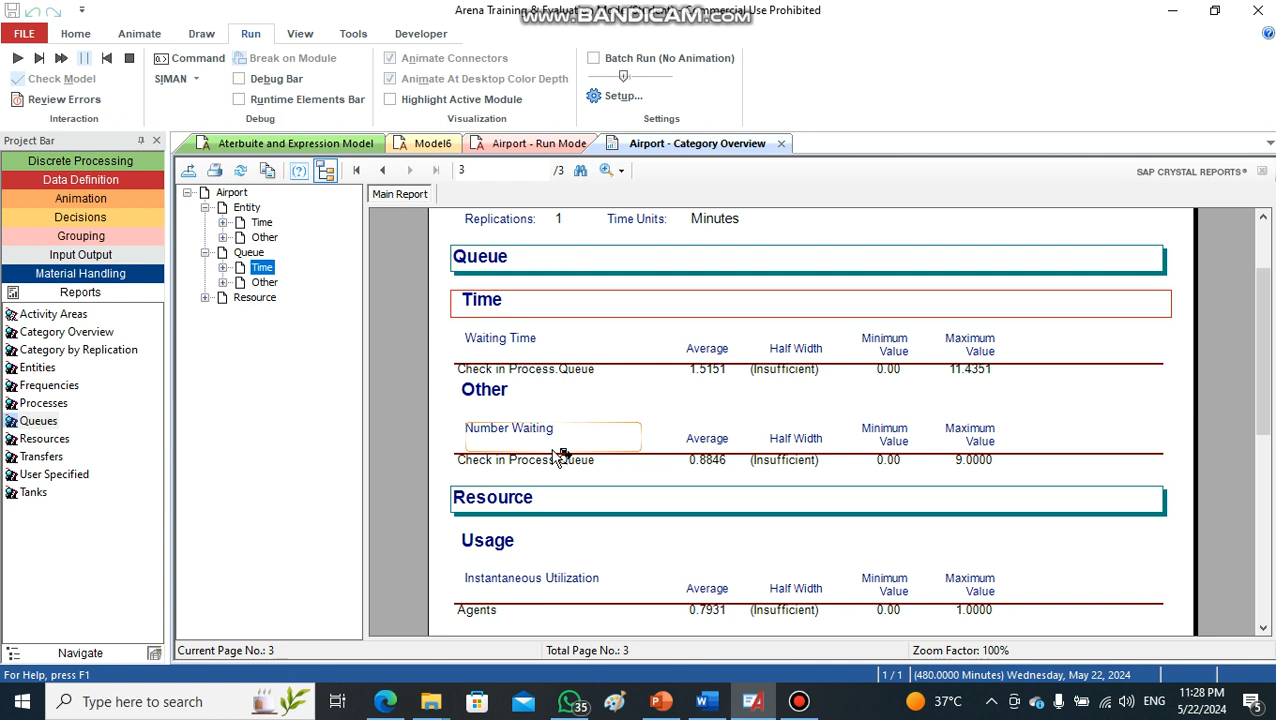 Arena Training & Evaluation Mode (Student) - Commercial Use Prohibited
www.BANDICAM.com
FILE Home Animate Draw Run View Tools Developer
Command Break on Module Animate Connectors Batch Run (No Animation)
Check Model SIMAN Debug Bar Animate At Desktop Color Depth
Review Errors Runtime Elements Bar Highlight Active Module Setup...
Interaction Debug Visualization Settings
Project Bar
Aterbuite and Expression Model Model6 Airport - Run Mode Airport - Category Overview
Discrete Processing
Data Definition
Animation
Decisions
Grouping
Input Output
Material Handling
Reports
Activity Areas
Category Overview
Category by Replication
Entities
Frequencies
Processes
Queues
Resources
Transfers
User Specified
Tanks
Navigate
3 /3 SAP CRYSTAL REPORTS®
Airport
Entity
Time
Other
Queue
Time
Other
Resource
Main Report
Replications: 1 Time Units: Minutes
Queue
Time
Waiting Time Average Half Width Minimum Value Maximum Value
Check in Process.Queue 1.5151 (Insufficient) 0.00 11.4351
Other
Number Waiting Average Half Width Minimum Value Maximum Value
Check in Process.Queue 0.8846 (Insufficient) 0.00 9.0000
Resource
Usage
Instantaneous Utilization Average Half Width Minimum Value Maximum Value
Agents 0.7931 (Insufficient) 0.00 1.0000
Current Page No.: 3 Total Page No.: 3 Zoom Factor: 100%
For Help, press F1 1 / 1 (480.0000 Minutes) Wednesday, May 22, 2024
Type here to search 35 37°C ENG 11:28 PM
5/22/2024 5